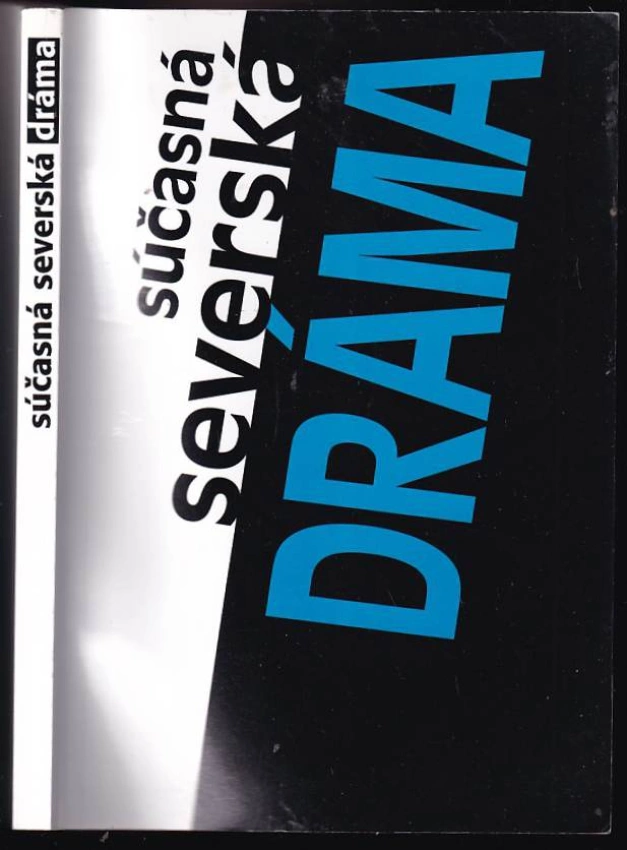 súčasná severská dráma
súčasná
severská
DRÁMA